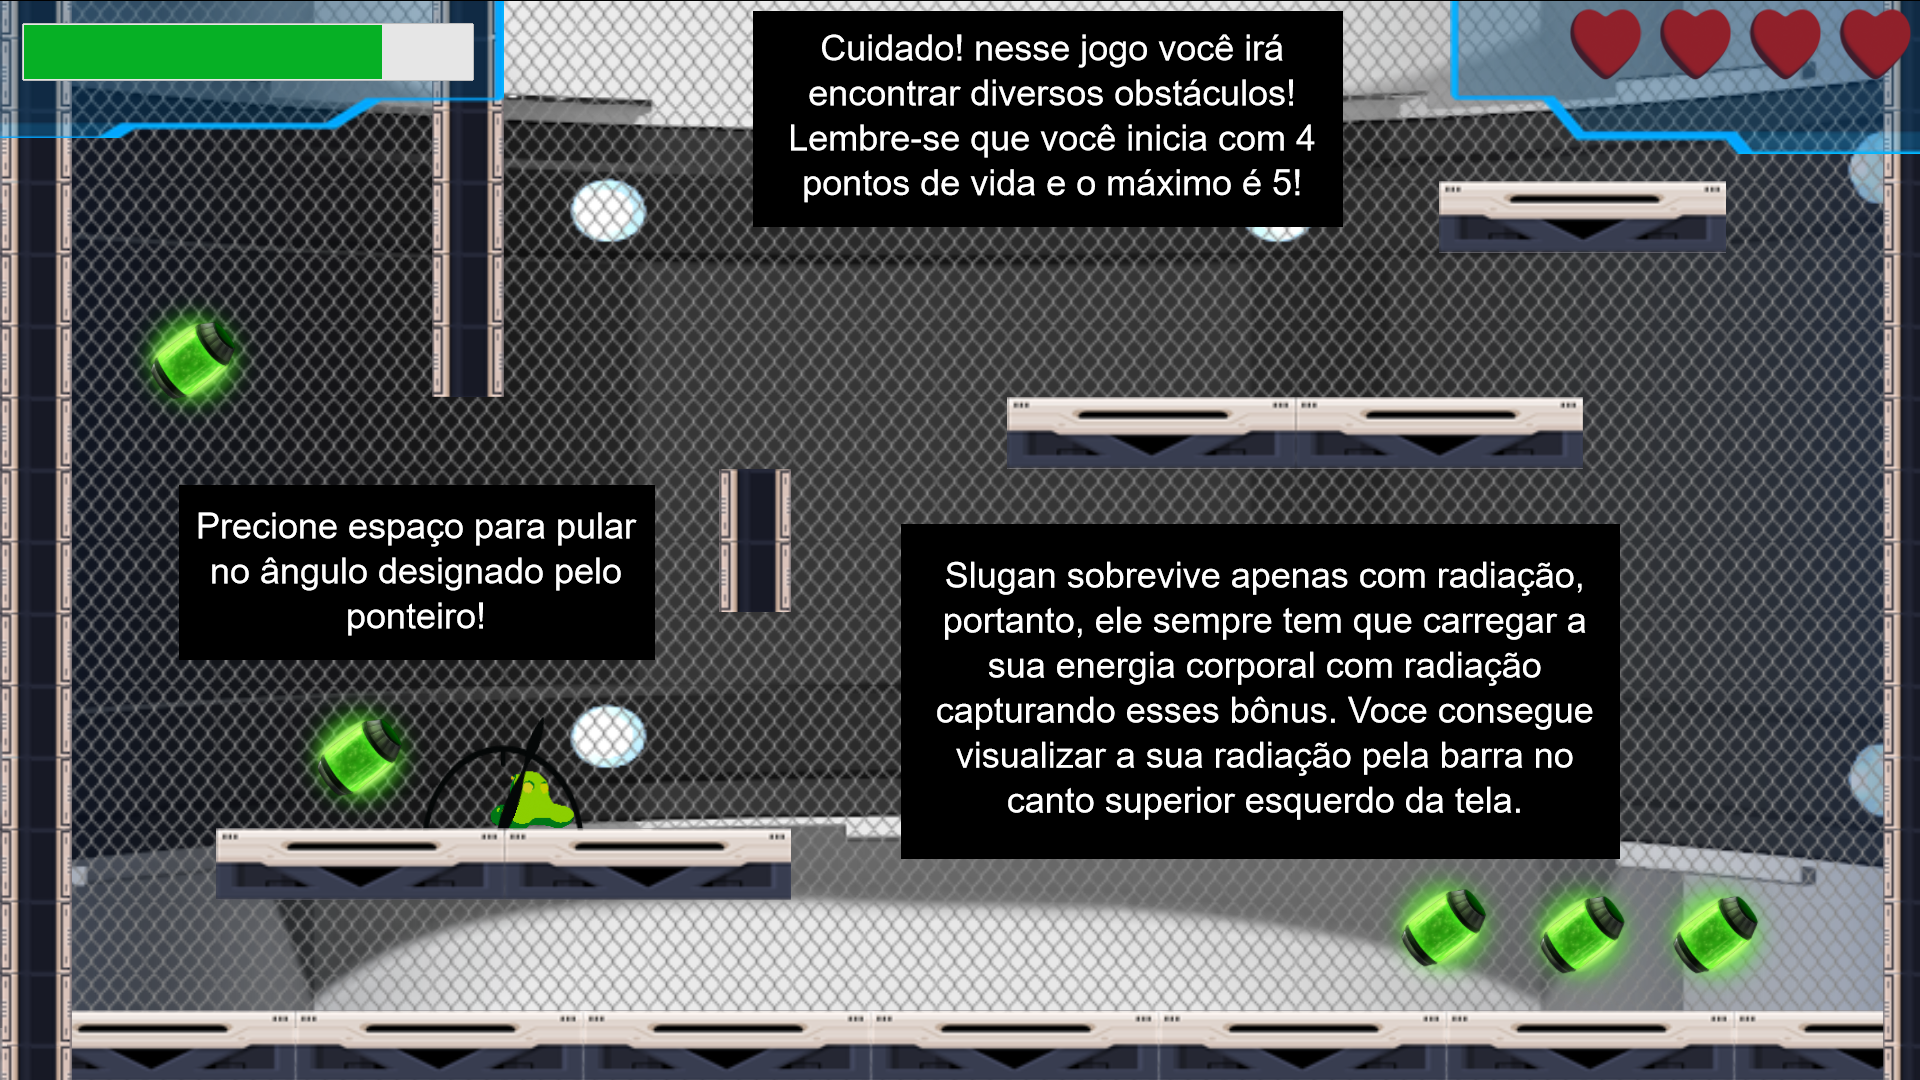 Cuidado! nesse jogo você irá
encontrar diversos obstáculos!
Lembre-se que você inicia com 4
pontos de vida e o máximo é 5!
Precione espaço para pular
no ângulo designado pelo
ponteiro!
Slugan sobrevive apenas com radiação,
portanto, ele sempre tem que carregar a
sua energia corporal com radiação
capturando esses bônus. Voce consegue
visualizar a sua radiação pela barra no
canto superior esquerdo da tela.